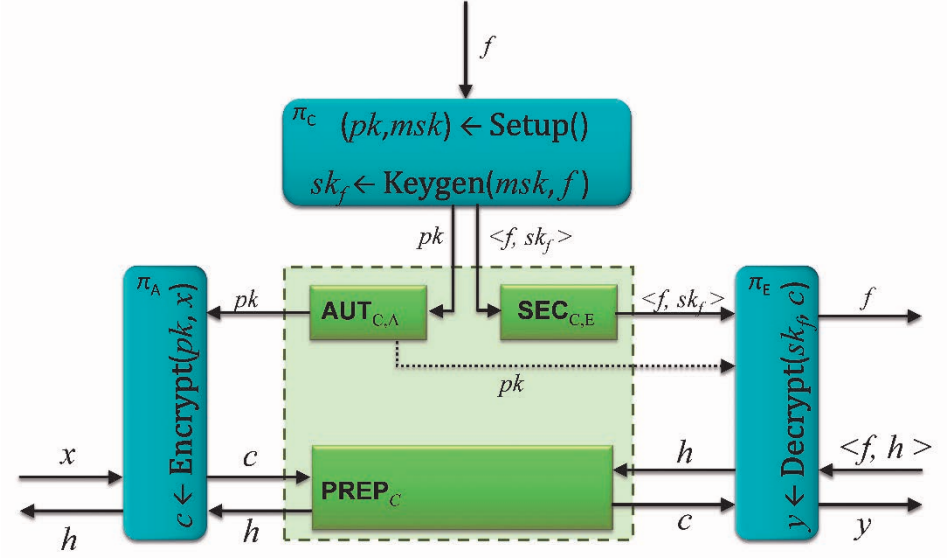 f
π_C (pk,msk) ← Setup()
sk_f ← Keygen(msk, f)
pk <f, sk_f >
π_A
π_E
pk
AUT_C,A
SEC_C,E
<f, sk_f>
f
pk
c ← Encrypt(pk, x)
y ← Decrypt(sk_f, c)
x
c
h
<f, h >
PREP_C
h
h
c
y